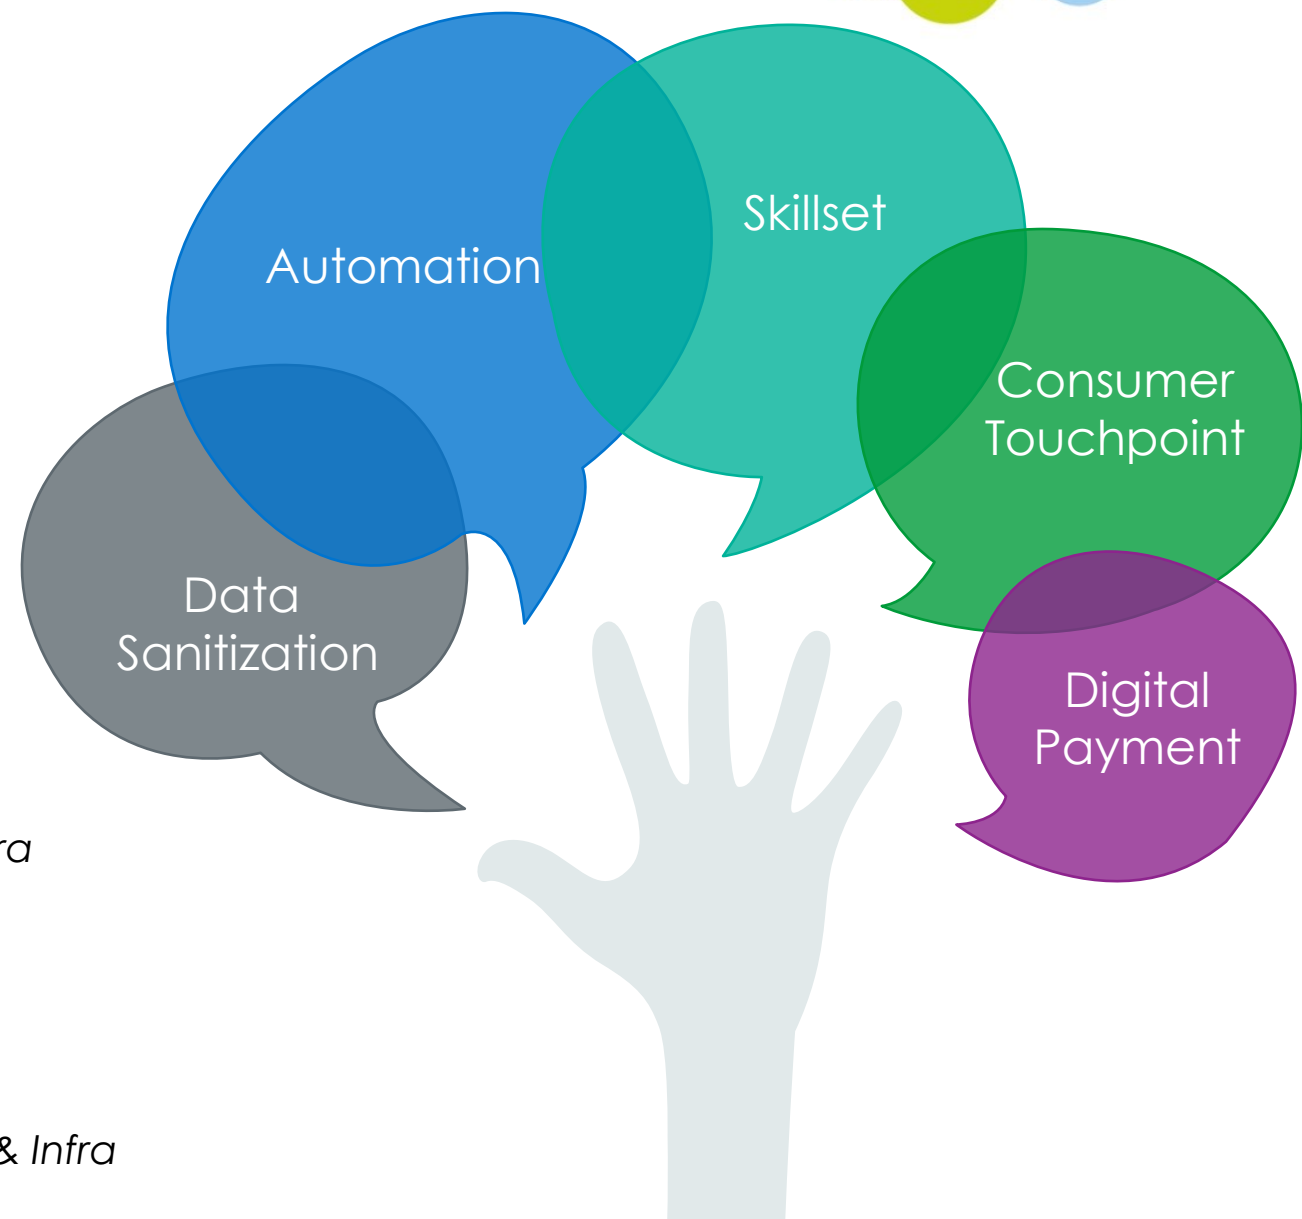 Skillset
Automation
Consumer
Touchpoint
Data
Sanitization
Digital
Payment
& Infra